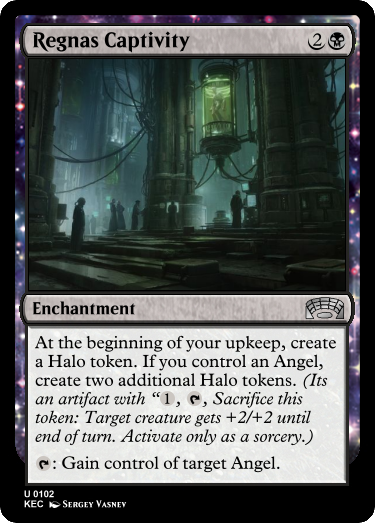 Regnas Captivity 2
Enchantment
At the beginning of your upkeep, create
a Halo token. If you control an Angel,
create two additional Halo tokens. (Its
an artifact with “1, , Sacrifice this
token: Target creature gets +2/+2 until
end of turn. Activate only as a sorcery.)
: Gain control of target Angel.
U 0102
KEC Sergey Vasnev